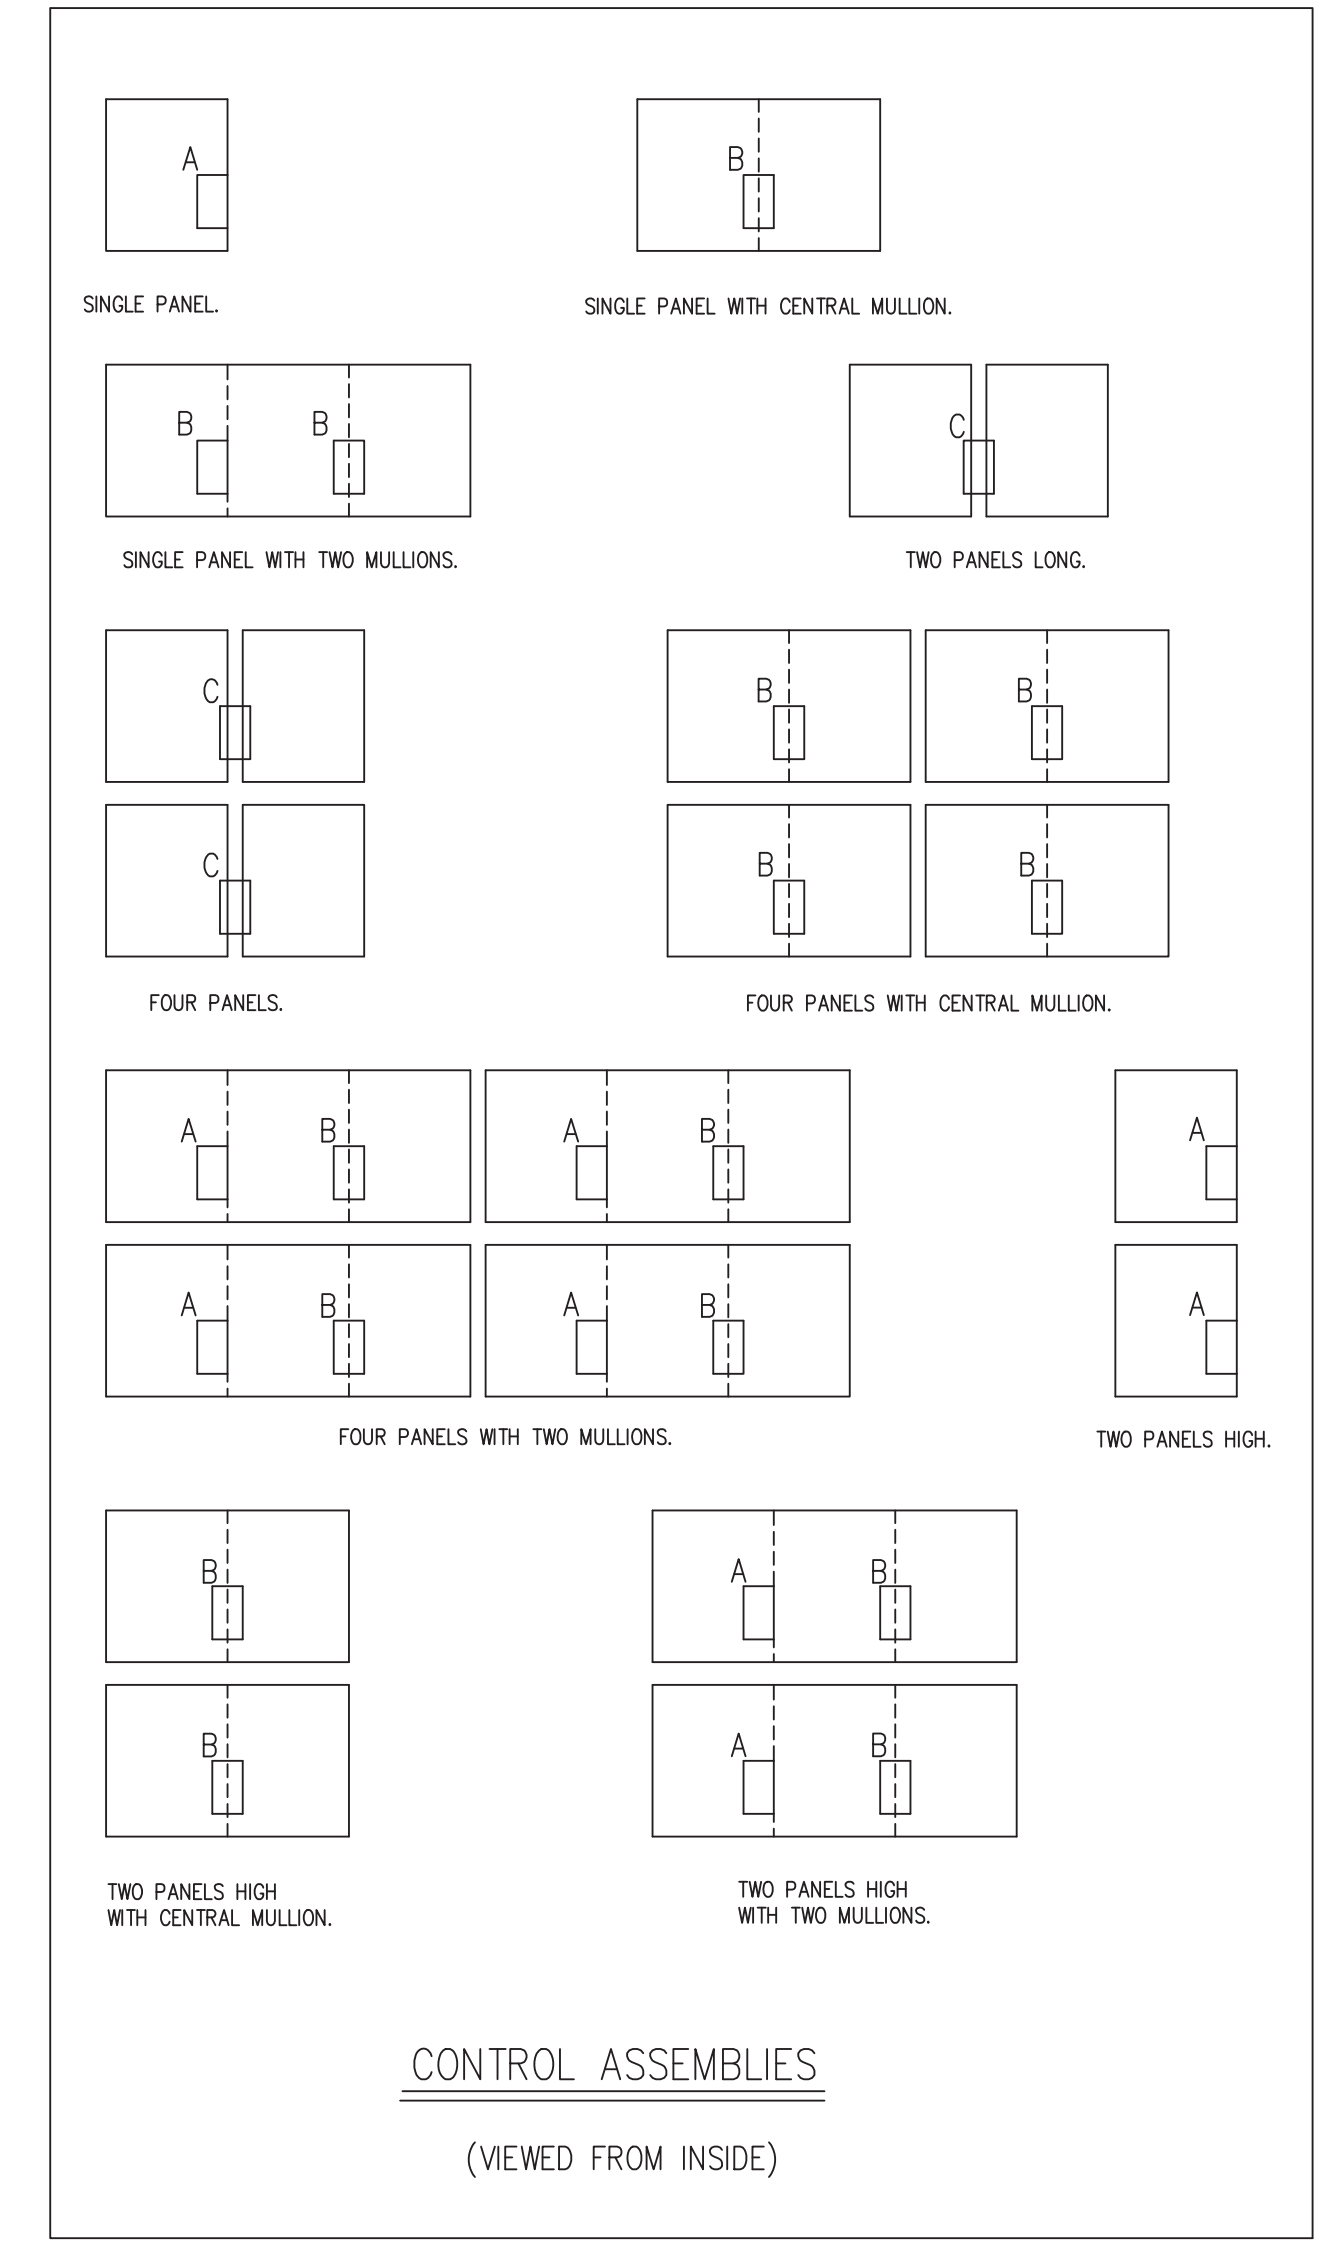 A
B
SINGLE PANEL.
SINGLE PANEL WITH CENTRAL MULLION.
B B
C
SINGLE PANEL WITH TWO MULLIONS.
TWO PANELS LONG.
C
B B
C
B B
FOUR PANELS.
FOUR PANELS WITH CENTRAL MULLION.
A B A B
A
A B A B
A
FOUR PANELS WITH TWO MULLIONS.
TWO PANELS HIGH.
B
A B
B
A B
TWO PANELS HIGH
WITH CENTRAL MULLION.
TWO PANELS HIGH
WITH TWO MULLIONS.
CONTROL ASSEMBLIES
(VIEWED FROM INSIDE)